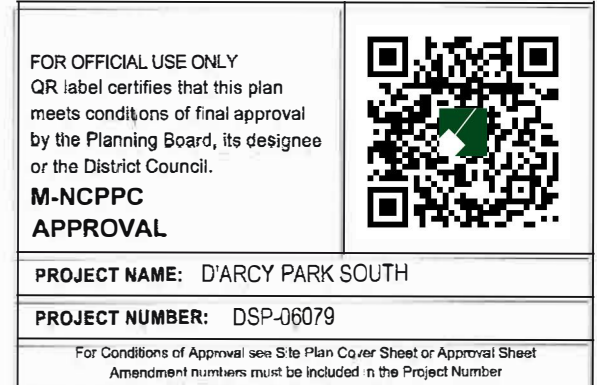 FOR OFFICIAL USE ONLY
QR label certifies that this plan
meets conditions of final approval
by the Planning Board, its designee
or the District Council.
M-NCPPC
APPROVAL
PROJECT NAME: D'ARCY PARK SOUTH
PROJECT NUMBER: DSP-06079
For Conditions of Approval see Site Plan Cover Sheet or Approval Sheet
Amendment numbers must be included in the Project Number